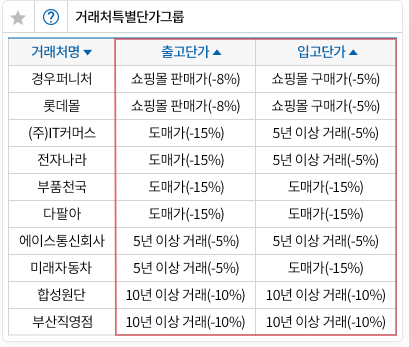 거래처특별단가그룹
거래처명▼ 출고단가▲ 입고단가▲
경우퍼니처 쇼핑몰 판매가(-8%) 쇼핑몰 구매가(-5%)
롯데몰 쇼핑몰 판매가(-8%) 쇼핑몰 구매가(-5%)
(주)IT커머스 도매가(-15%) 5년 이상 거래(-5%)
전자나라 도매가(-15%) 5년 이상 거래(-5%)
부품천국 도매가(-15%) 도매가(-15%)
다팔아 도매가(-15%) 도매가(-15%)
에이스통신회사 5년 이상 거래(-5%) 5년 이상 거래(-5%)
미래자동차 5년 이상 거래(-5%) 도매가(-15%)
합성원단 10년 이상 거래(-10%) 10년 이상 거래(-10%)
부산직영점 10년 이상 거래(-10%) 10년 이상 거래(-10%)